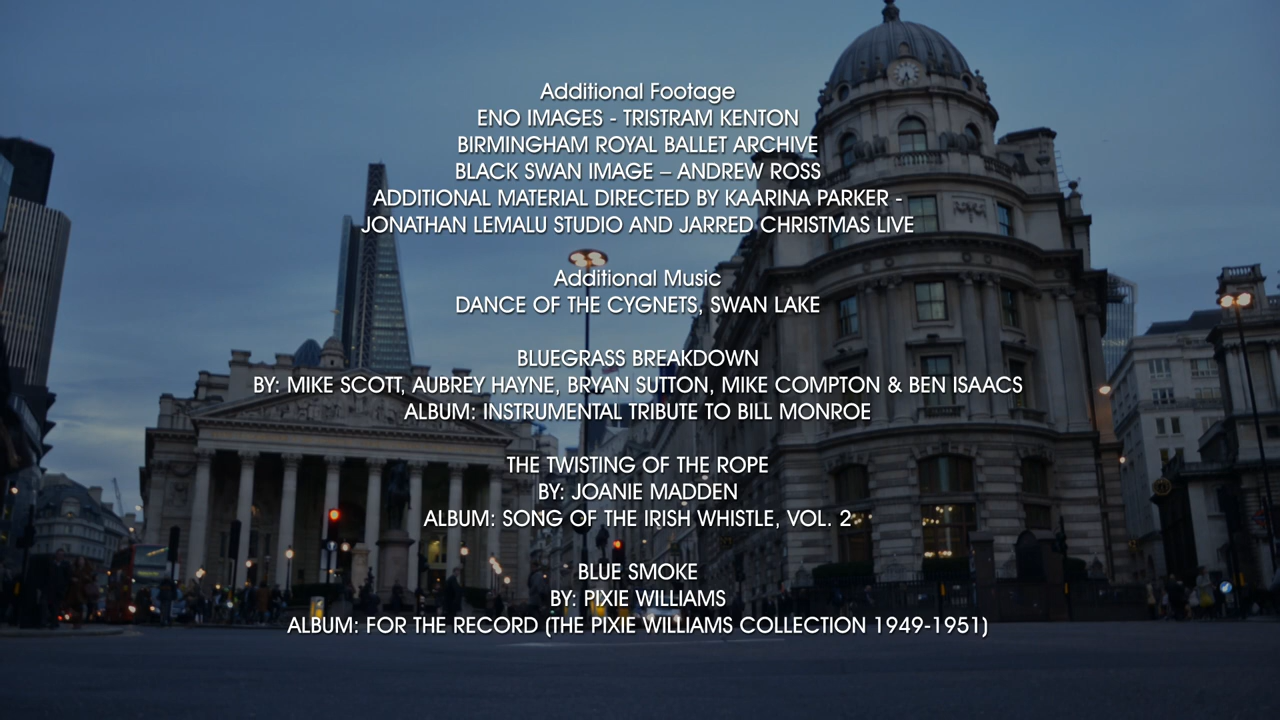 Additional Footage
ENO IMAGES - TRISTRAM KENTON
BIRMINGHAM ROYAL BALLET ARCHIVE
BLACK SWAN IMAGE – ANDREW ROSS
ADDITIONAL MATERIAL DIRECTED BY KAARINA PARKER -
JONATHAN LEMALU STUDIO AND JARRED CHRISTMAS LIVE
Additional Music
DANCE OF THE CYGNETS, SWAN LAKE
BLUEGRASS BREAKDOWN
BY: MIKE SCOTT, AUBREY HAYNE, BRYAN SUTTON, MIKE COMPTON & BEN ISAACS
ALBUM: INSTRUMENTAL TRIBUTE TO BILL MONROE
THE TWISTING OF THE ROPE
BY: JOANIE MADDEN
ALBUM: SONG OF THE IRISH WHISTLE, VOL. 2
BLUE SMOKE
BY: PIXIE WILLIAMS
ALBUM: FOR THE RECORD (THE PIXIE WILLIAMS COLLECTION 1949-1951)